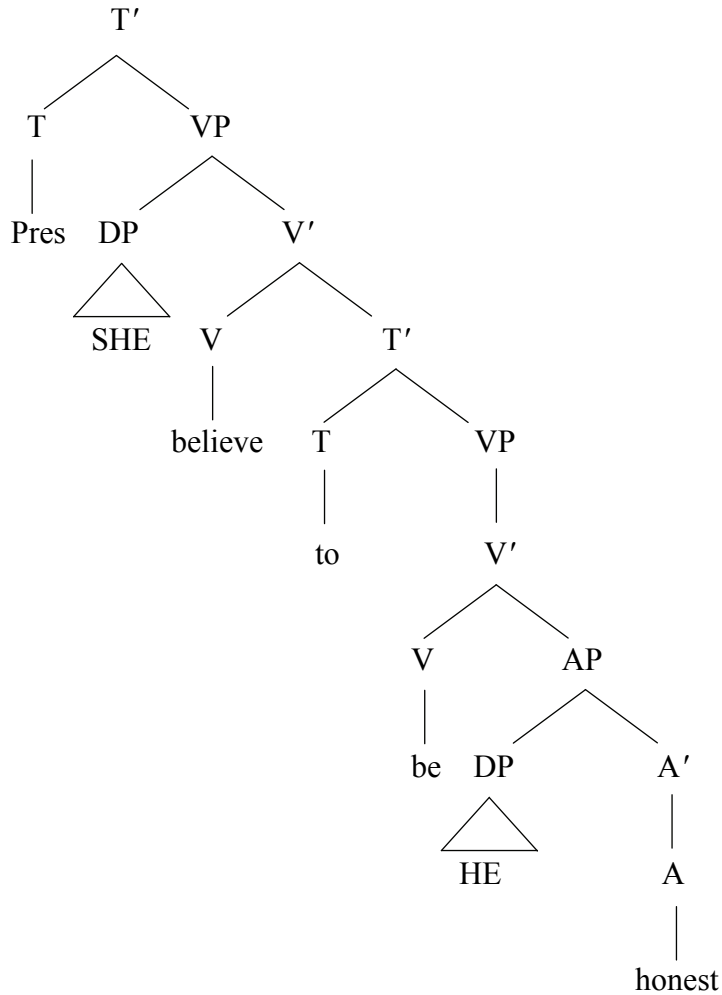 T′
T VP
Pres DP V′
SHE V T′
believe T VP
to V′
V AP
be DP A′
HE A
honest